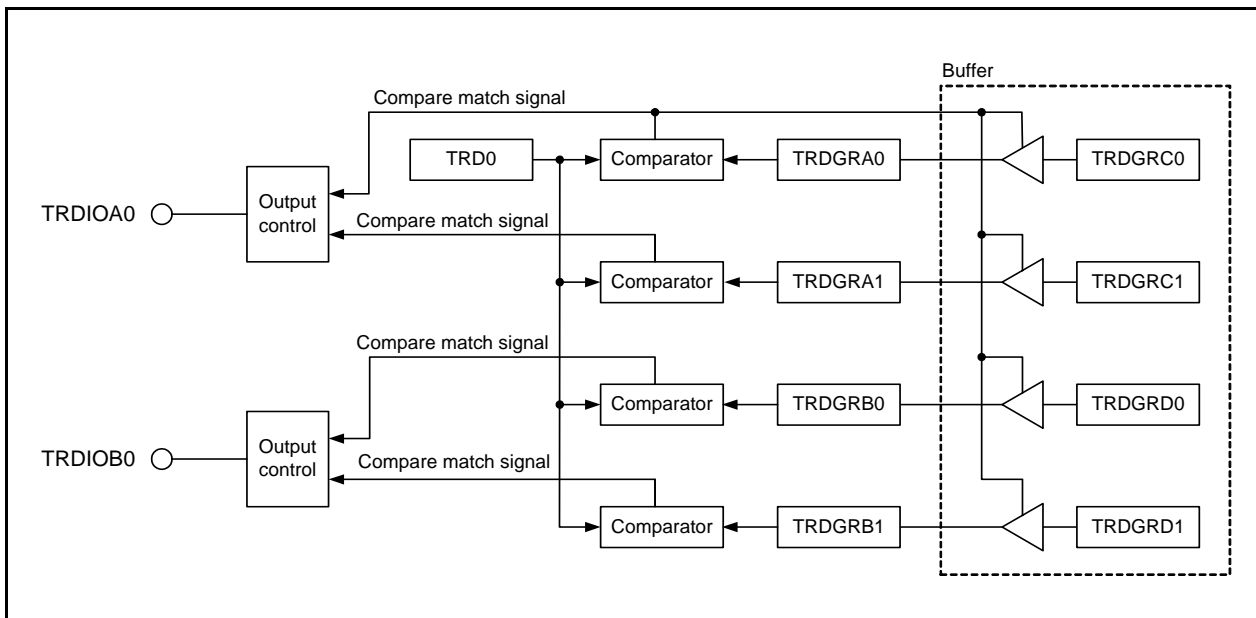 Buffer
Compare match signal
TRD0
Comparator
TRDGRA0
TRDGRC0
TRDIOA0
Output
control
Compare match signal
Comparator
TRDGRA1
TRDGRC1
Compare match signal
Comparator
TRDGRB0
TRDGRD0
TRDIOB0
Output
control
Compare match signal
Comparator
TRDGRB1
TRDGRD1